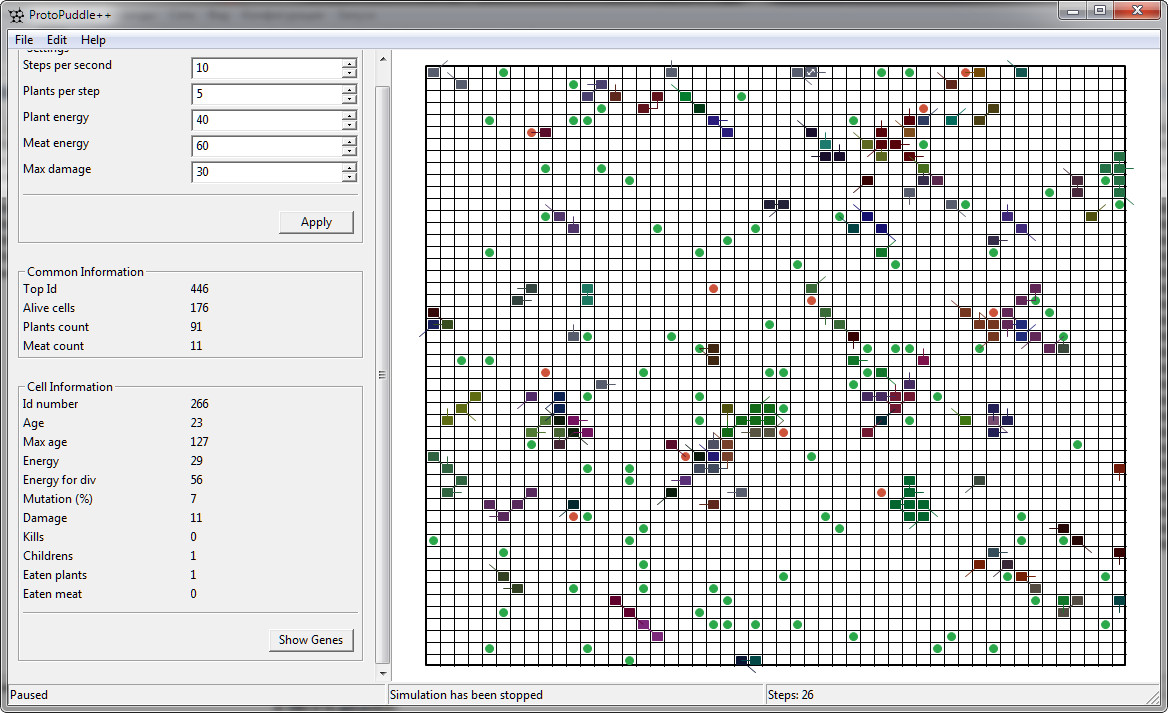 ProtoPuddle++
File Edit Help
Settings
Steps per second 10
Plants per step 5
Plant energy 40
Meat energy 60
Max damage 30
Apply
Common Information
Top Id 446
Alive cells 176
Plants count 91
Meat count 11
Cell Information
Id number 266
Age 23
Max age 127
Energy 29
Energy for div 56
Mutation (%) 7
Damage 11
Kills 0
Childrens 1
Eaten plants 1
Eaten meat 0
Show Genes
Paused Simulation has been stopped Steps: 26